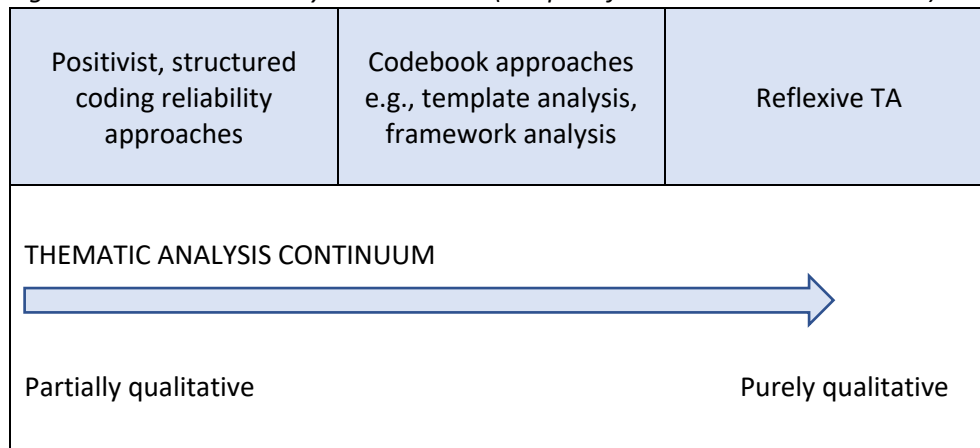 Positivist, structured
coding reliability
approaches
Codebook approaches
e.g., template analysis,
framework analysis
Reflexive TA
THEMATIC ANALYSIS CONTINUUM
Partially qualitative
Purely qualitative